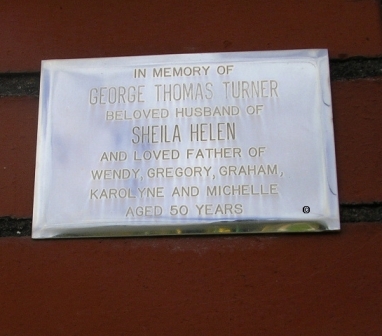 IN MEMORY OF
GEORGE THOMAS TURNER
BELOVED HUSBAND OF
SHEILA HELEN
AND LOVED FATHER OF
WENDY, GREGORY, GRAHAM,
KAROLYNE AND MICHELLE
AGED 50 YEARS